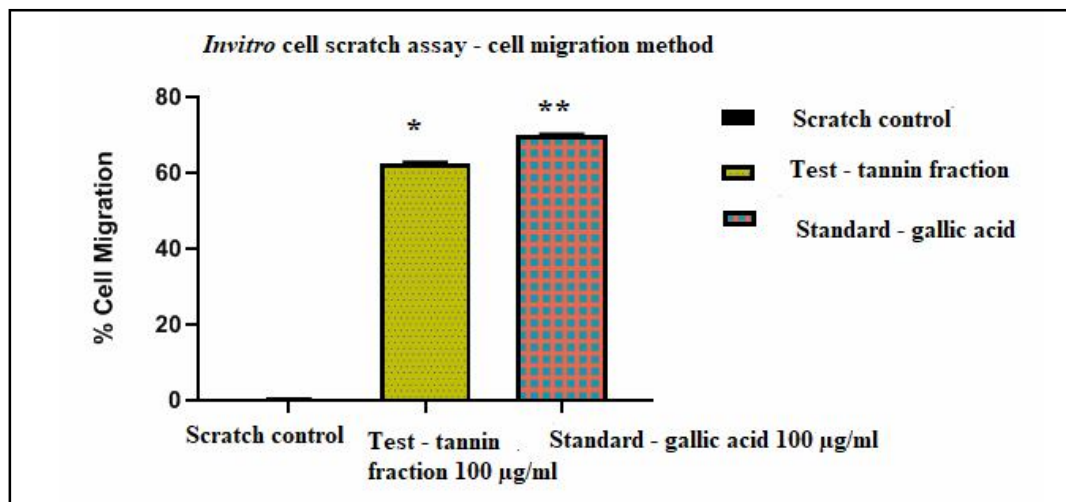 Invitro cell scratch assay - cell migration method
80
60
40
20
0
% Cell Migration
*
**
Scratch control
Test - tannin fraction
Standard - gallic acid
Scratch control
Test - tannin
fraction 100 µg/ml
Standard - gallic acid 100 µg/ml